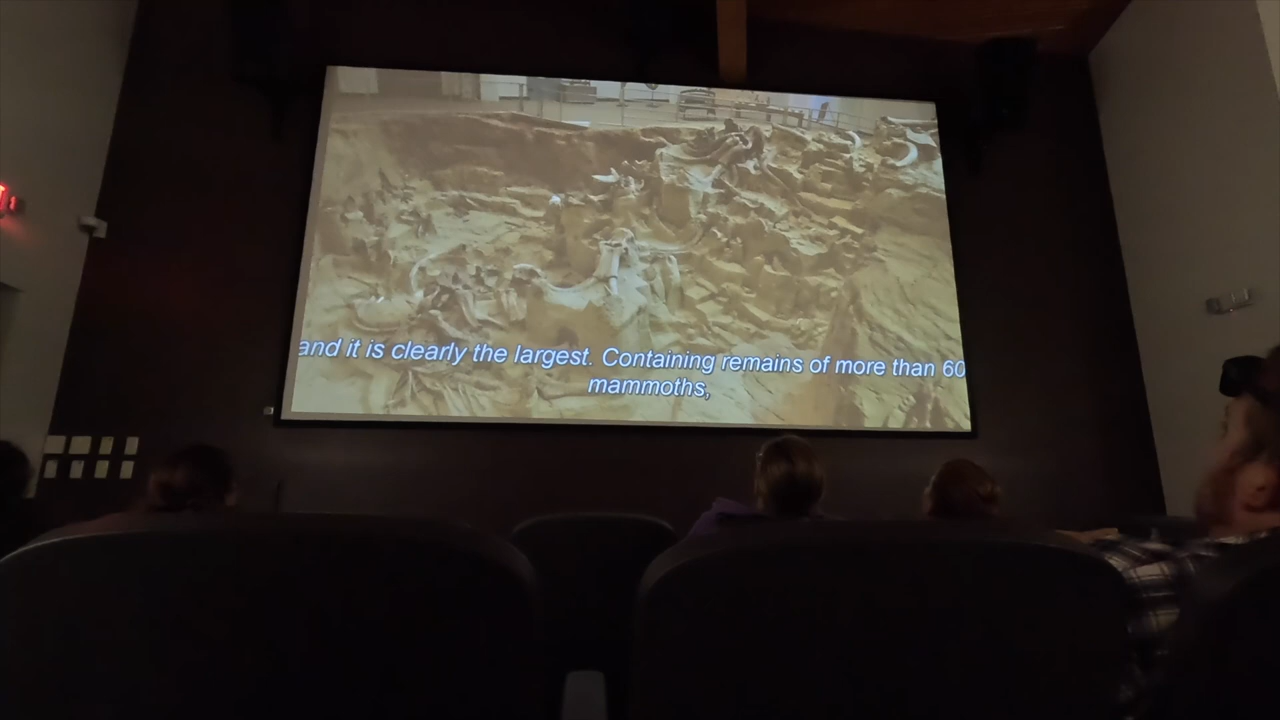 and it is clearly the largest. Containing remains of more than 60
mammoths,